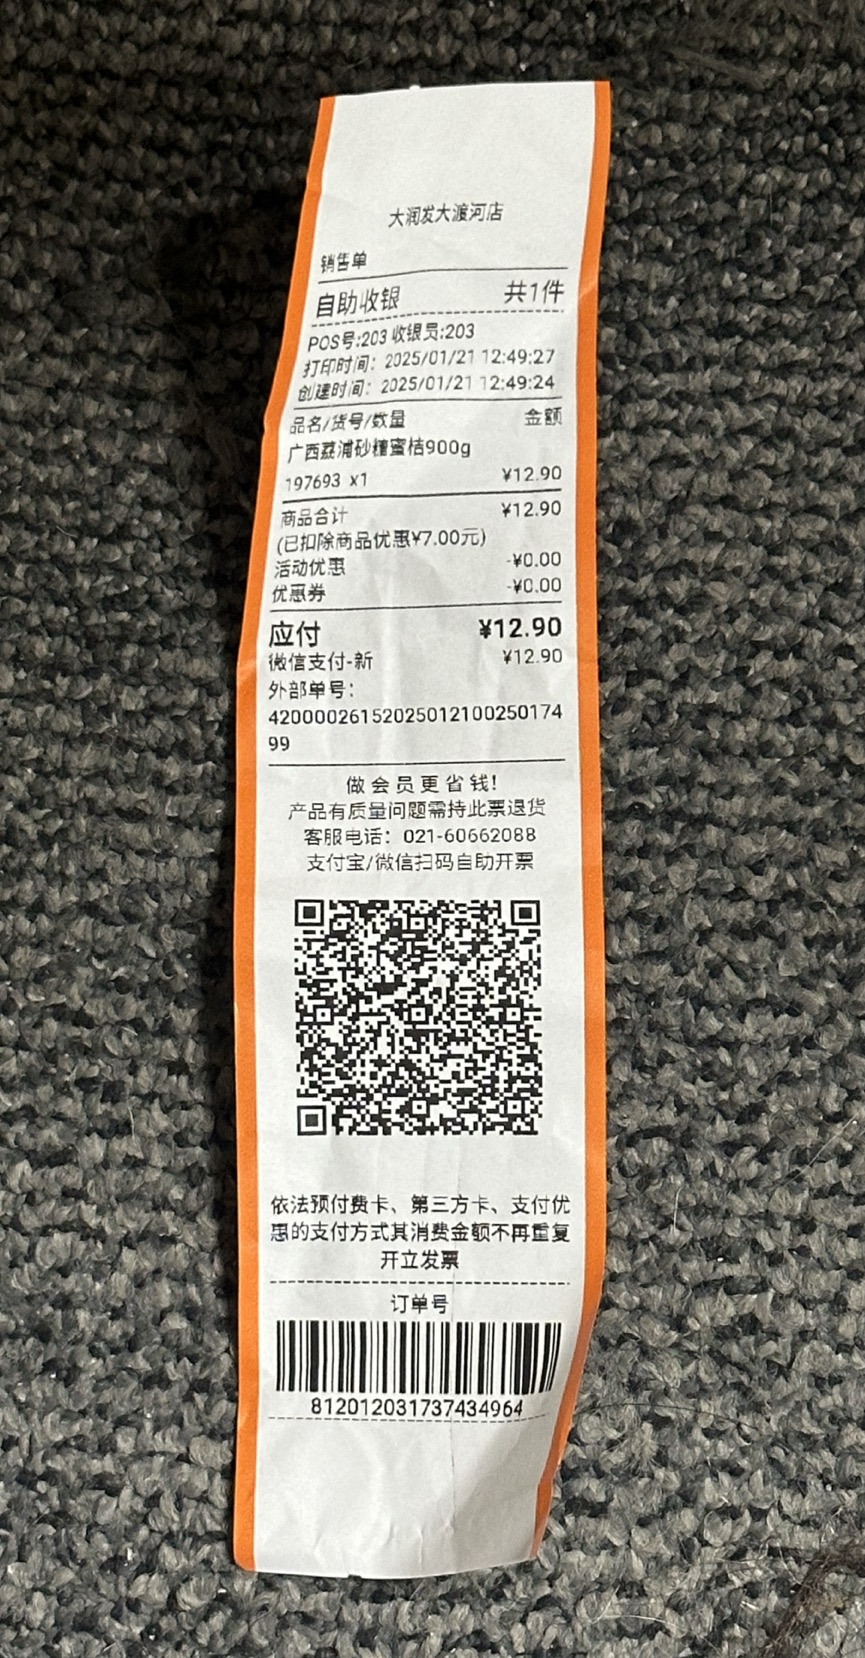 大润发大渡河店
销售单
自助收银 共1件
POS号:203 收银员:203
打印时间：2025/01/21 12:49:27
创建时间：2025/01/21 12:49:24
品名/货号/数量 金额
广西荔浦砂糖蜜桔900g
197693 x1 ¥12.90
商品合计 ¥12.90
(已扣除商品优惠¥7.00元)
活动优惠 -¥0.00
优惠券 -¥0.00
应付 ¥12.90
微信支付-新 ¥12.90
外部单号：
42000026152025012100250174
99
做会员更省钱!
产品有质量问题需持此票退货
客服电话：021-60662088
支付宝/微信扫码自助开票
依法预付费卡、第三方卡、支付优
惠的支付方式其消费金额不再重复
开立发票
订单号
812012031737434964